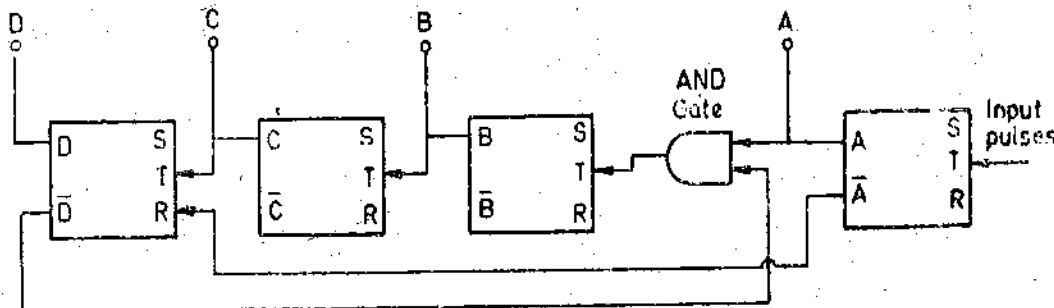 D
C
B
A
AND
Gate
Input
pulses
D
S
T
D̅
R
C
S
T
C̅
R
B
S
T
B̅
R
A
S
T
A̅
R